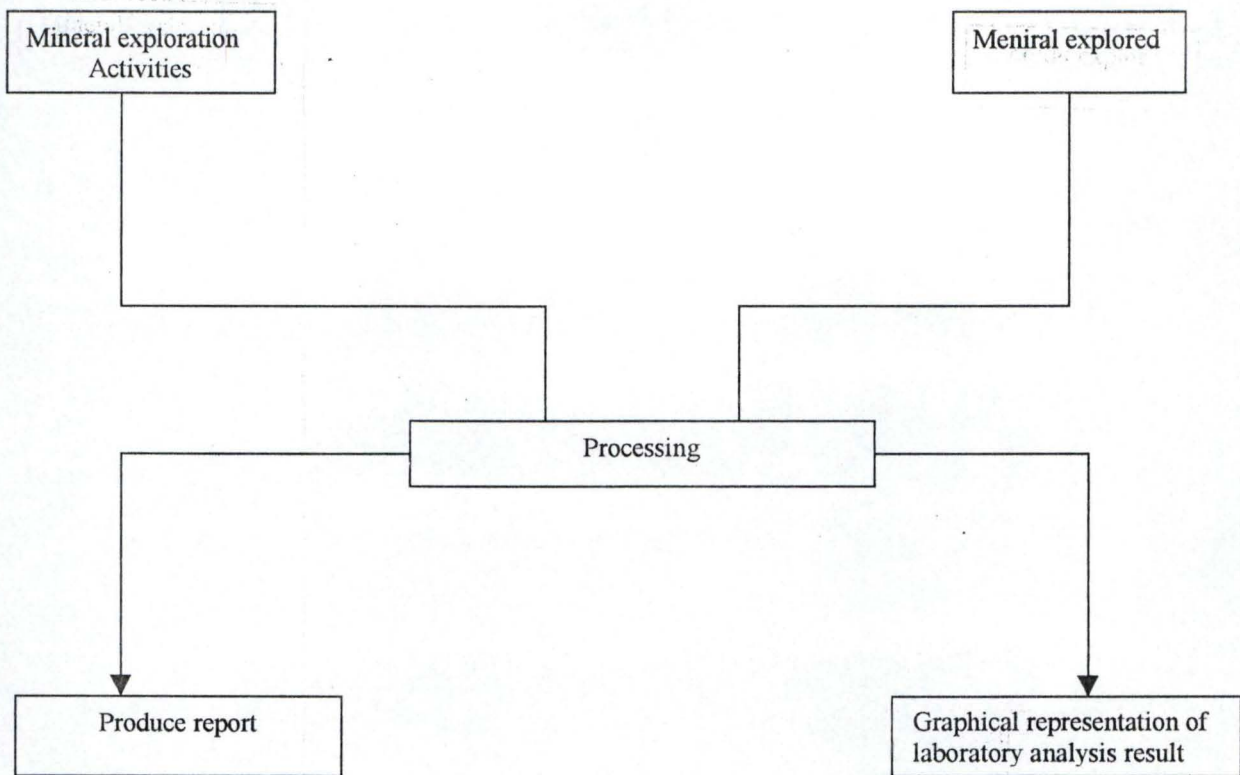 Mineral exploration
Activities
Meniral explored
Processing
Produce report
Graphical representation of
laboratory analysis result